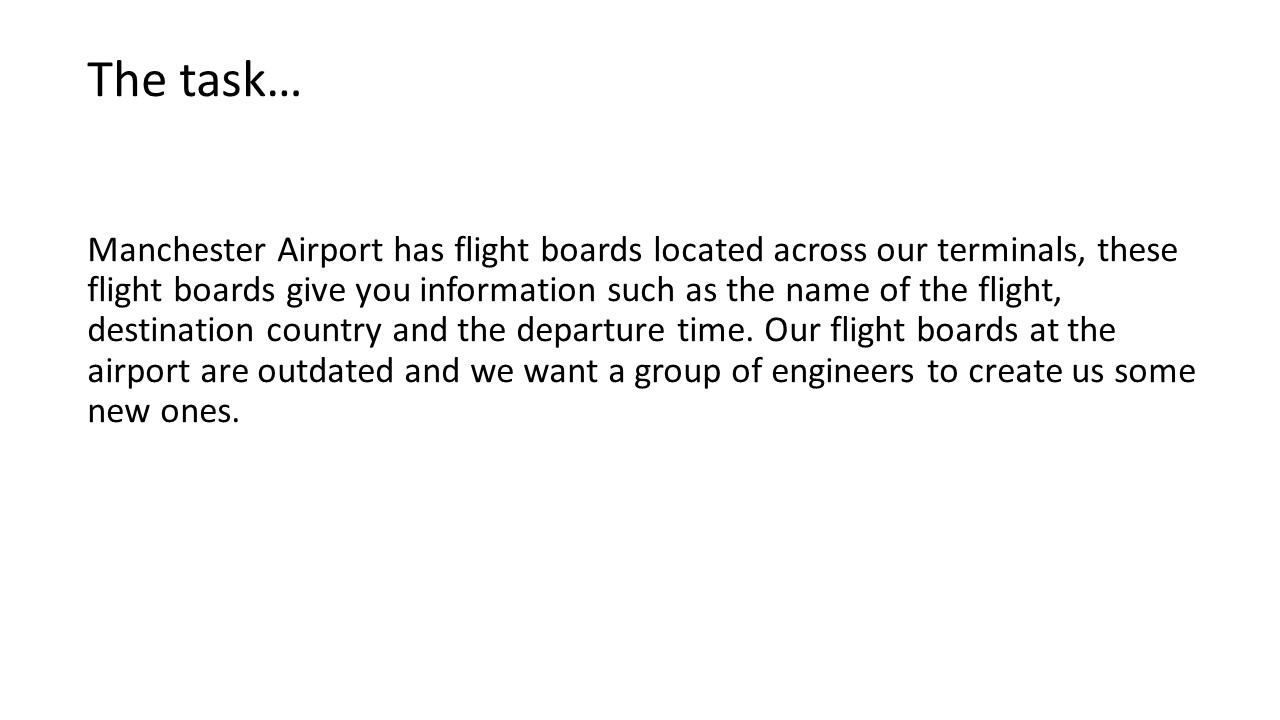 The task...
Manchester Airport has flight boards located across our terminals, these
flight boards give you information such as the name of the flight,
destination country and the departure time. Our flight boards at the
airport are outdated and we want a group of engineers to create us some
new ones.